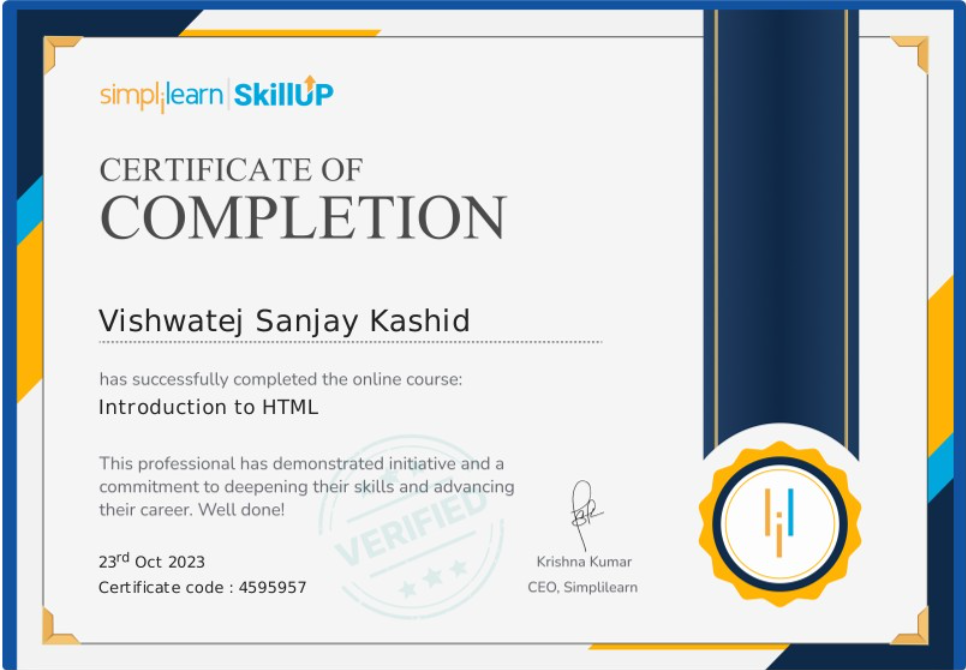 simplilearn | SkillUP
CERTIFICATE OF
COMPLETION
Vishwatej Sanjay Kashid
has successfully completed the online course:
Introduction to HTML
This professional has demonstrated initiative and a
commitment to deepening their skills and advancing
their career. Well done!
VERIFIED
23rd Oct 2023
Certificate code : 4595957
Krishna Kumar
CEO, Simplilearn